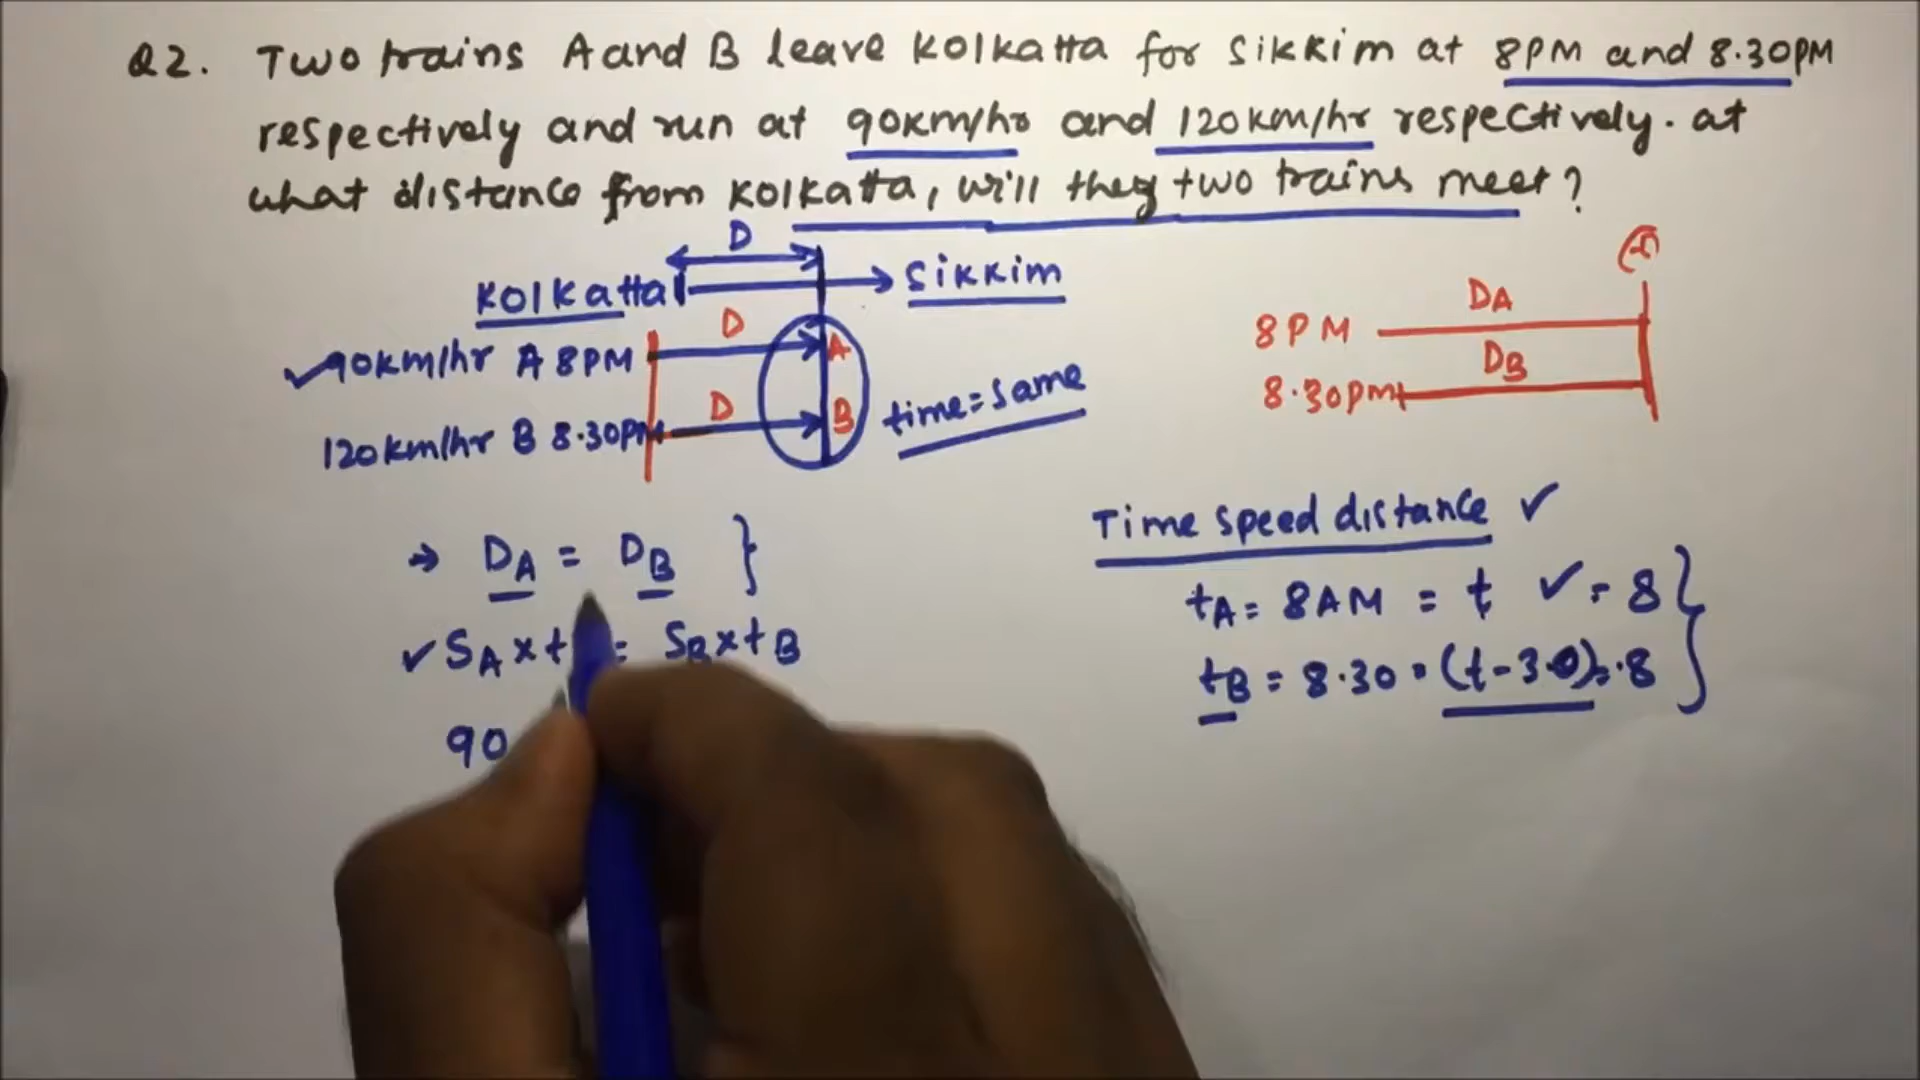 Q2. Two trains A and B leave Kolkatta for Sikkim at 8PM and 8.30PM
respectively and run at 90km/hr and 120km/hr respectively. at
what distance from Kolkatta, will they two trains meet?
D
Kolkatta Sikkim
D
90km/hr A 8PM A
D
120km/hr B 8.30PM B
time=same
DA
8PM
DB
8.30pm
Time speed distance ✓
→ DA = DB }
✓ SA x t = SB x tB
90
tA = 8AM = t ✓ = 8
tB = 8.30 = (t-30) = .8